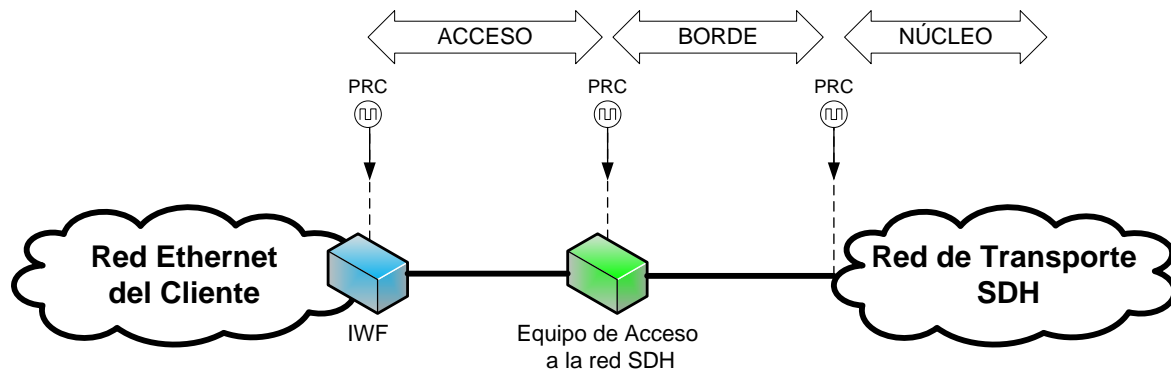 ACCESO
BORDE
NÚCLEO
PRC
PRC
PRC
Red Ethernet
del Cliente
IWF
Equipo de Acceso
a la red SDH
Red de Transporte
SDH